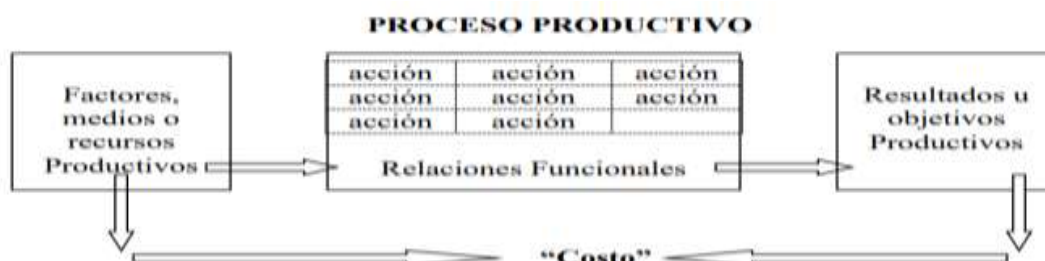 PROCESO PRODUCTIVO
Factores,
medios o
recursos
Productivos
acción acción acción
acción acción acción
acción acción
Relaciones Funcionales
Resultados u
objetivos
Productivos
“Costo”